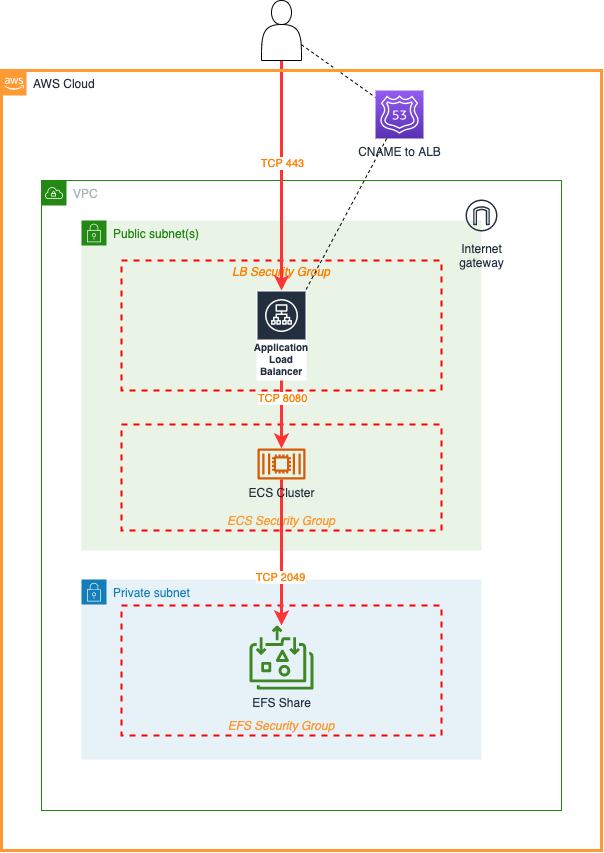 aws
AWS Cloud
53
CNAME to ALB
TCP 443
VPC
Public subnet(s)
Internet
gateway
LB Security Group
Application
Load
Balancer
TCP 8080
ECS Cluster
ECS Security Group
TCP 2049
Private subnet
EFS Share
EFS Security Group